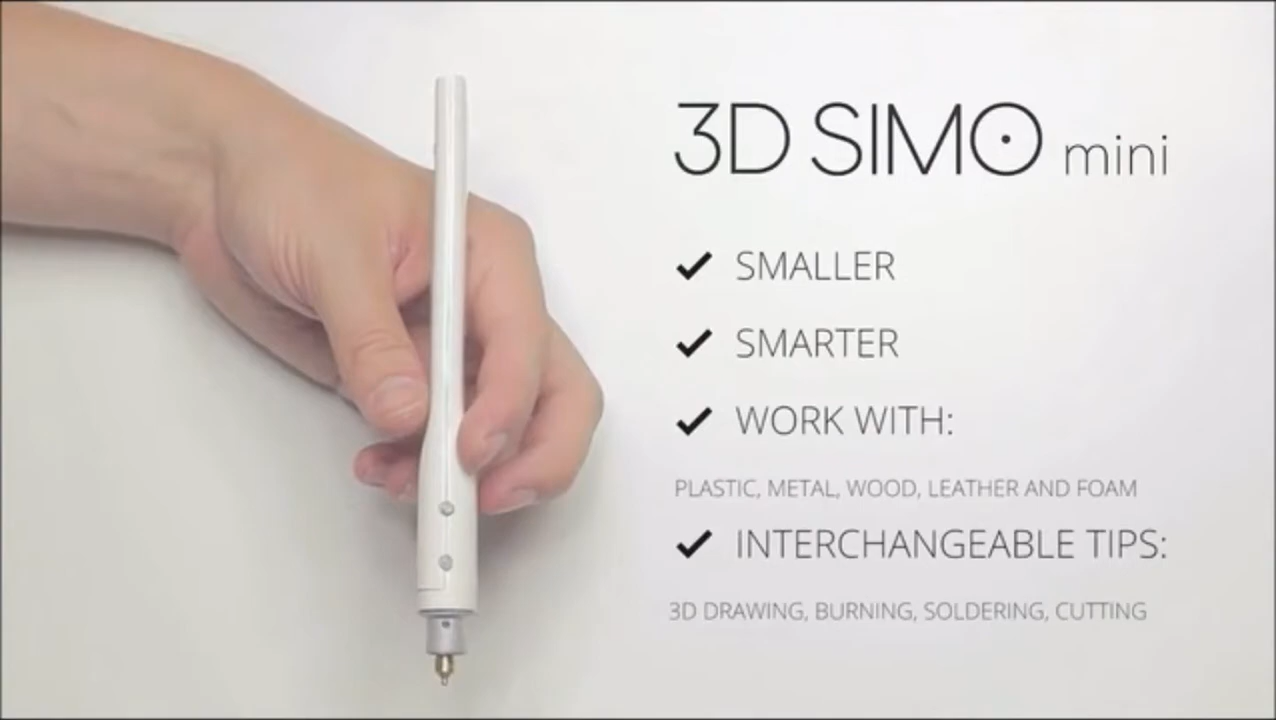 3D SIMO mini
SMALLER
SMARTER
WORK WITH:
PLASTIC, METAL, WOOD, LEATHER AND FOAM
INTERCHANGEABLE TIPS:
3D DRAWING, BURNING, SOLDERING, CUTTING